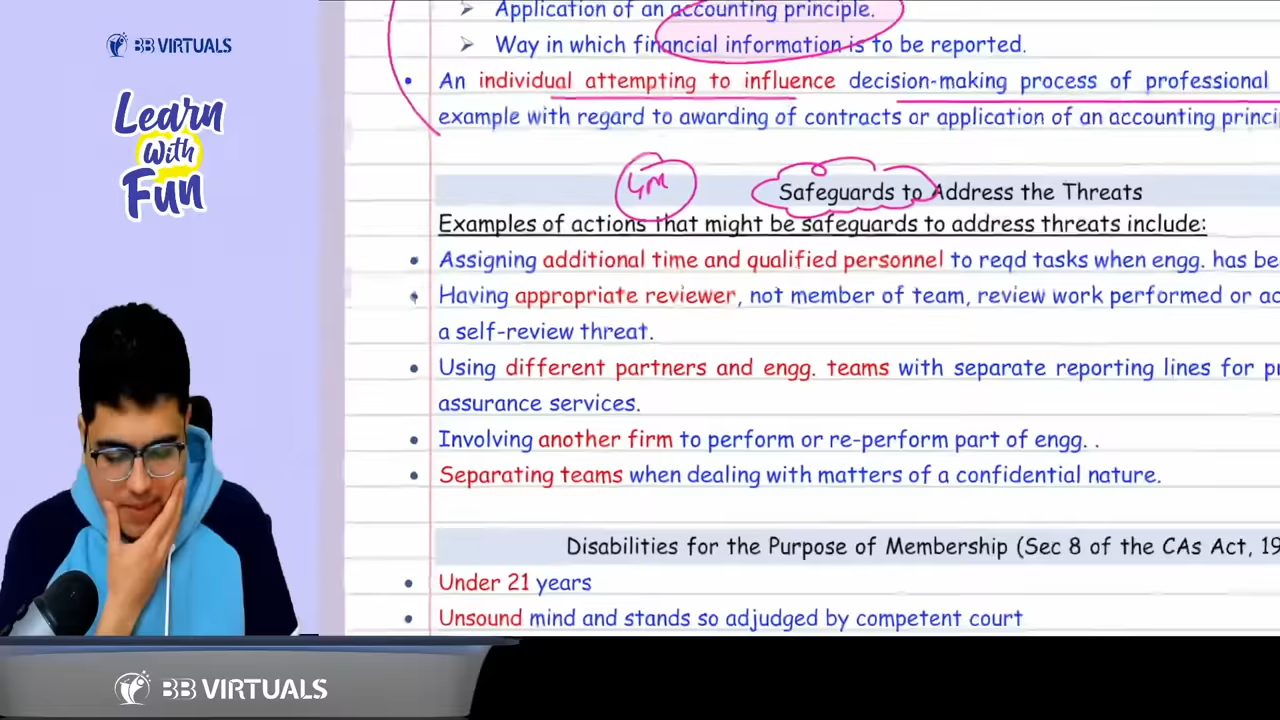 BB VIRTUALS
Learn
With
Fun
Application of an accounting principle.
Way in which financial information is to be reported.
An individual attempting to influence decision-making process of professional
example with regard to awarding of contracts or application of an accounting princi
4m
Safeguards to Address the Threats
Examples of actions that might be safeguards to address threats include:
Assigning additional time and qualified personnel to reqd tasks when engg. has be
Having appropriate reviewer, not member of team, review work performed or ac
a self-review threat.
Using different partners and engg. teams with separate reporting lines for pr
assurance services.
Involving another firm to perform or re-perform part of engg. .
Separating teams when dealing with matters of a confidential nature.
Disabilities for the Purpose of Membership (Sec 8 of the CAs Act, 19
Under 21 years
Unsound mind and stands so adjudged by competent court
BB VIRTUALS